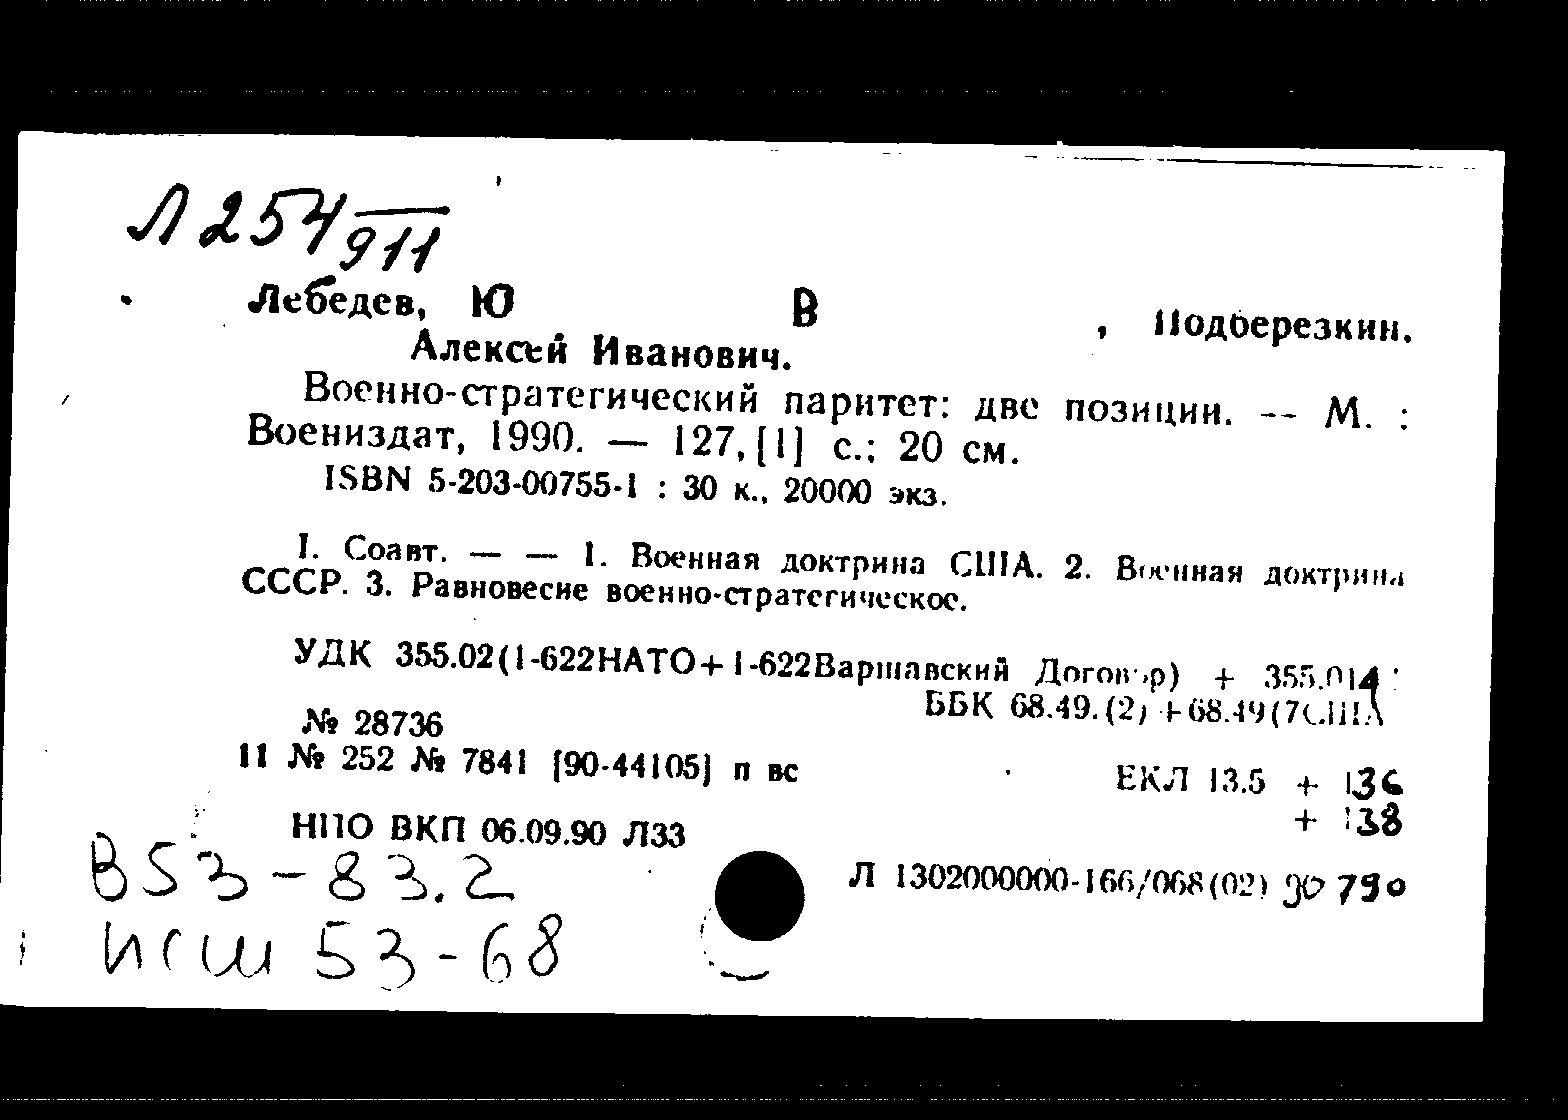 Л 254/911
Лебедев, Ю В , Подберезкин.
Алексей Иванович.
Военно-стратегический паритет: две позиции. -- М. :
Воениздат, 1990. — 127, [1] с.; 20 см.
ISBN 5-203-00755-1 : 30 к., 20000 экз.
I. Соавт. — — 1. Военная доктрина США. 2. Военная доктрина
СССР. 3. Равновесие военно-стратегическое.
УДК 355.02(1-622НАТО+1-622Варшавский Договор) + 355.014
ББК 68.49.(2) + 68.49(7США
№ 28736
11 № 252 № 7841 [90-44105] п вс
ЕКЛ 13.5 + 136
+ 138
НПО ВКП 06.09.90 Л33
Л 1302000000-166/068(02) 90 790
В53-83.2
ИСШ 53-68